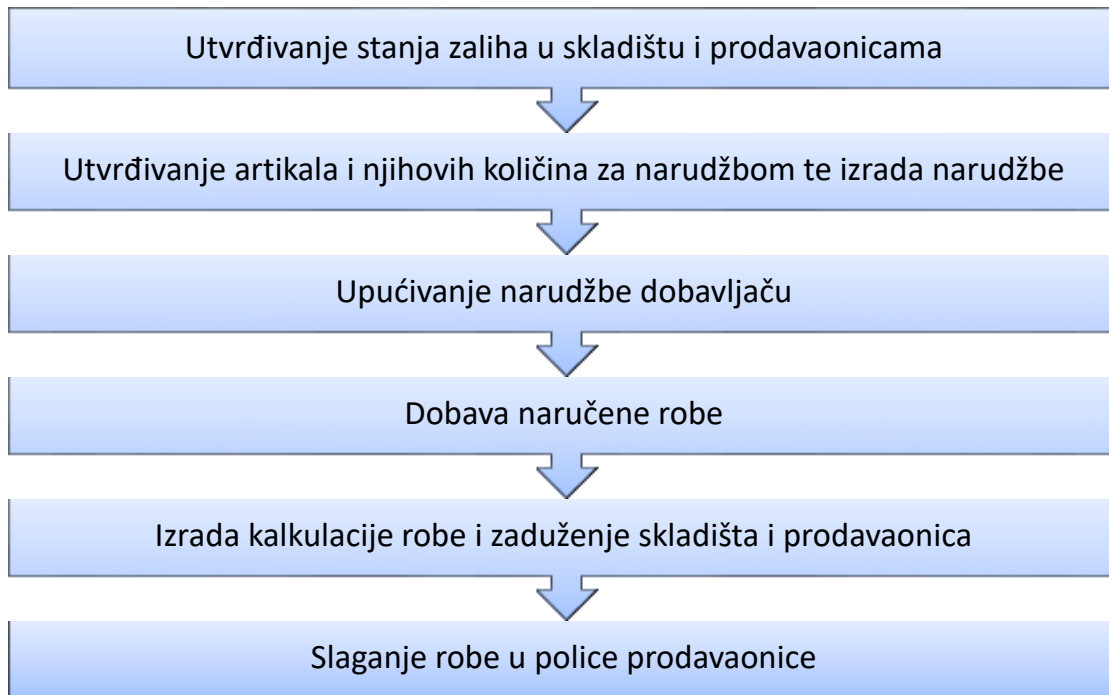 Utvrđivanje stanja zaliha u skladištu i prodavaonicama
Utvrđivanje artikala i njihovih količina za narudžbom te izrada narudžbe
Upućivanje narudžbe dobavljaču
Dobava naručene robe
Izrada kalkulacije robe i zaduženje skladišta i prodavaonica
Slaganje robe u police prodavaonice